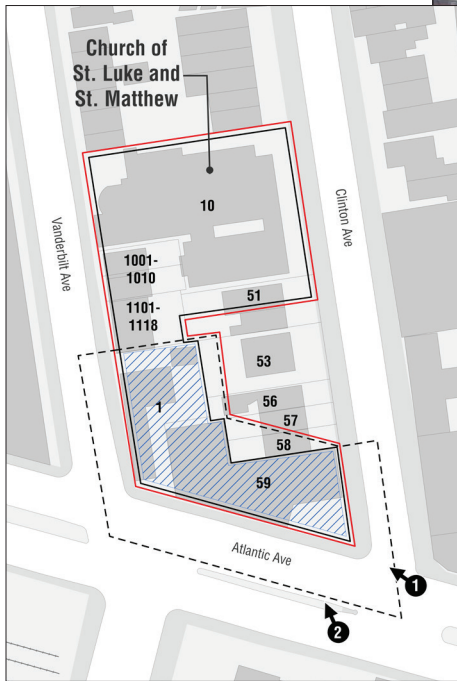 Church of
St. Luke and
St. Matthew
10
Vanderbilt Ave
Clinton Ave
1001-
1010
1101-
1118
51
53
56
57
58
1
59
Atlantic Ave
1
2